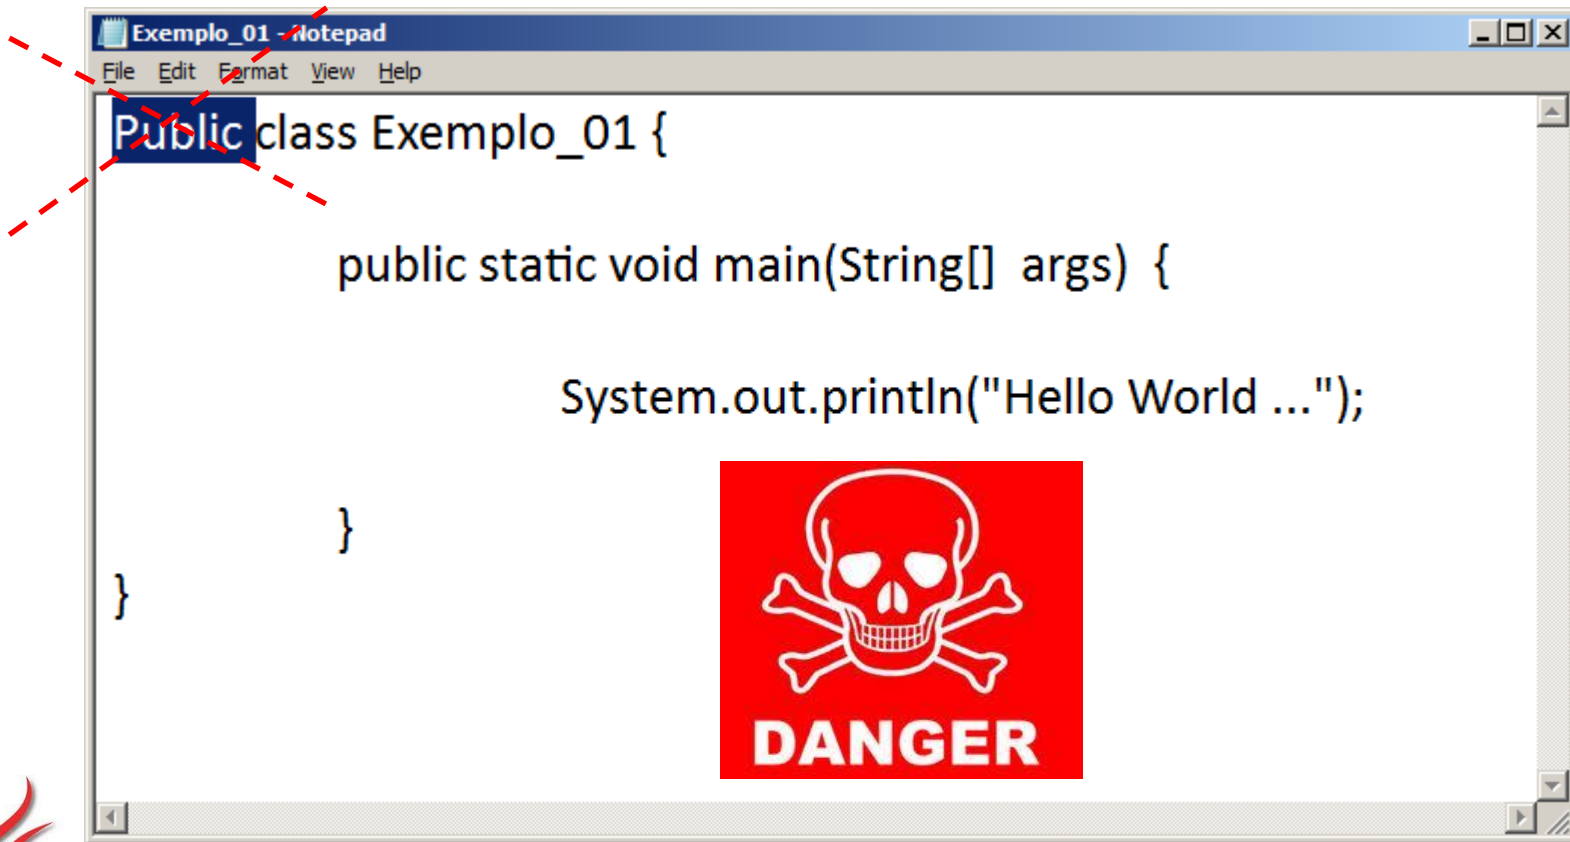 Exemplo_01 - Notepad
File Edit Format View Help
Public class Exemplo_01 {
public static void main(String[] args) {
System.out.println("Hello World ...");
}
}
DANGER